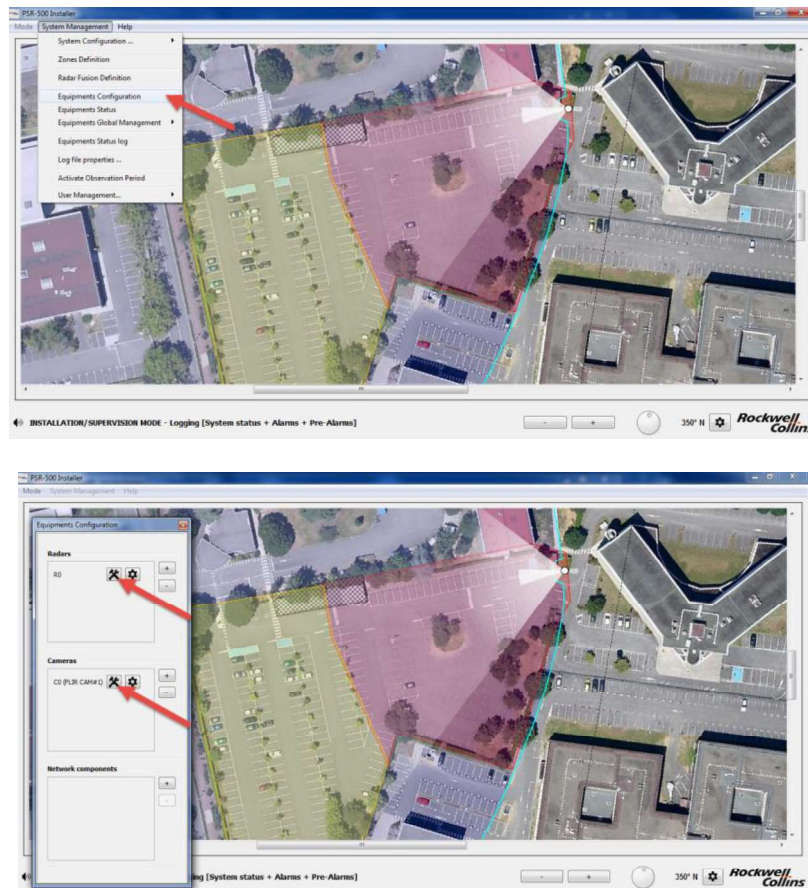 PSR-500 Installer
Mode System Management Help
System Configuration ...
Zones Definition
Radar Fusion Definition
Equipments Configuration
Equipments Status
Equipments Global Management
Equipments Status log
Log file properties ...
Activate Observation Period
User Management...
R0
INSTALLATION/SUPERVISION MODE - Logging [System status + Alarms + Pre-Alarms]
- +
350° N
Rockwell
Collins
PSR-500 Installer
Mode System Management Help
Equipments Configuration
Radars
R0
+
-
Cameras
C0 (FLIR CAM#1)
+
-
Network components
+
-
R0
ing [System status + Alarms + Pre-Alarms]
- +
350° N
Rockwell
Collins